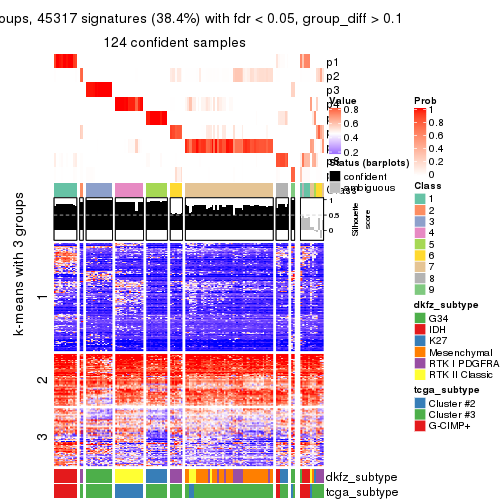 oups, 45317 signatures (38.4%) with fdr < 0.05, group_diff > 0.1
124 confident samples
p1
p2
p3
p4
Value
0.8
0.6
0.4
0.2
Status (barplots)
confident
ambiguous
1
0.5
0
Silhouette
score
k-means with 3 groups
1
2
3
dkfz_subtype
tcga_subtype
Prob
1
0.8
0.6
0.4
0.2
0
Class
1
2
3
4
5
6
7
8
9
dkfz_subtype
G34
IDH
K27
Mesenchymal
RTK I PDGFRA
RTK II Classic
tcga_subtype
Cluster #2
Cluster #3
G-CIMP+